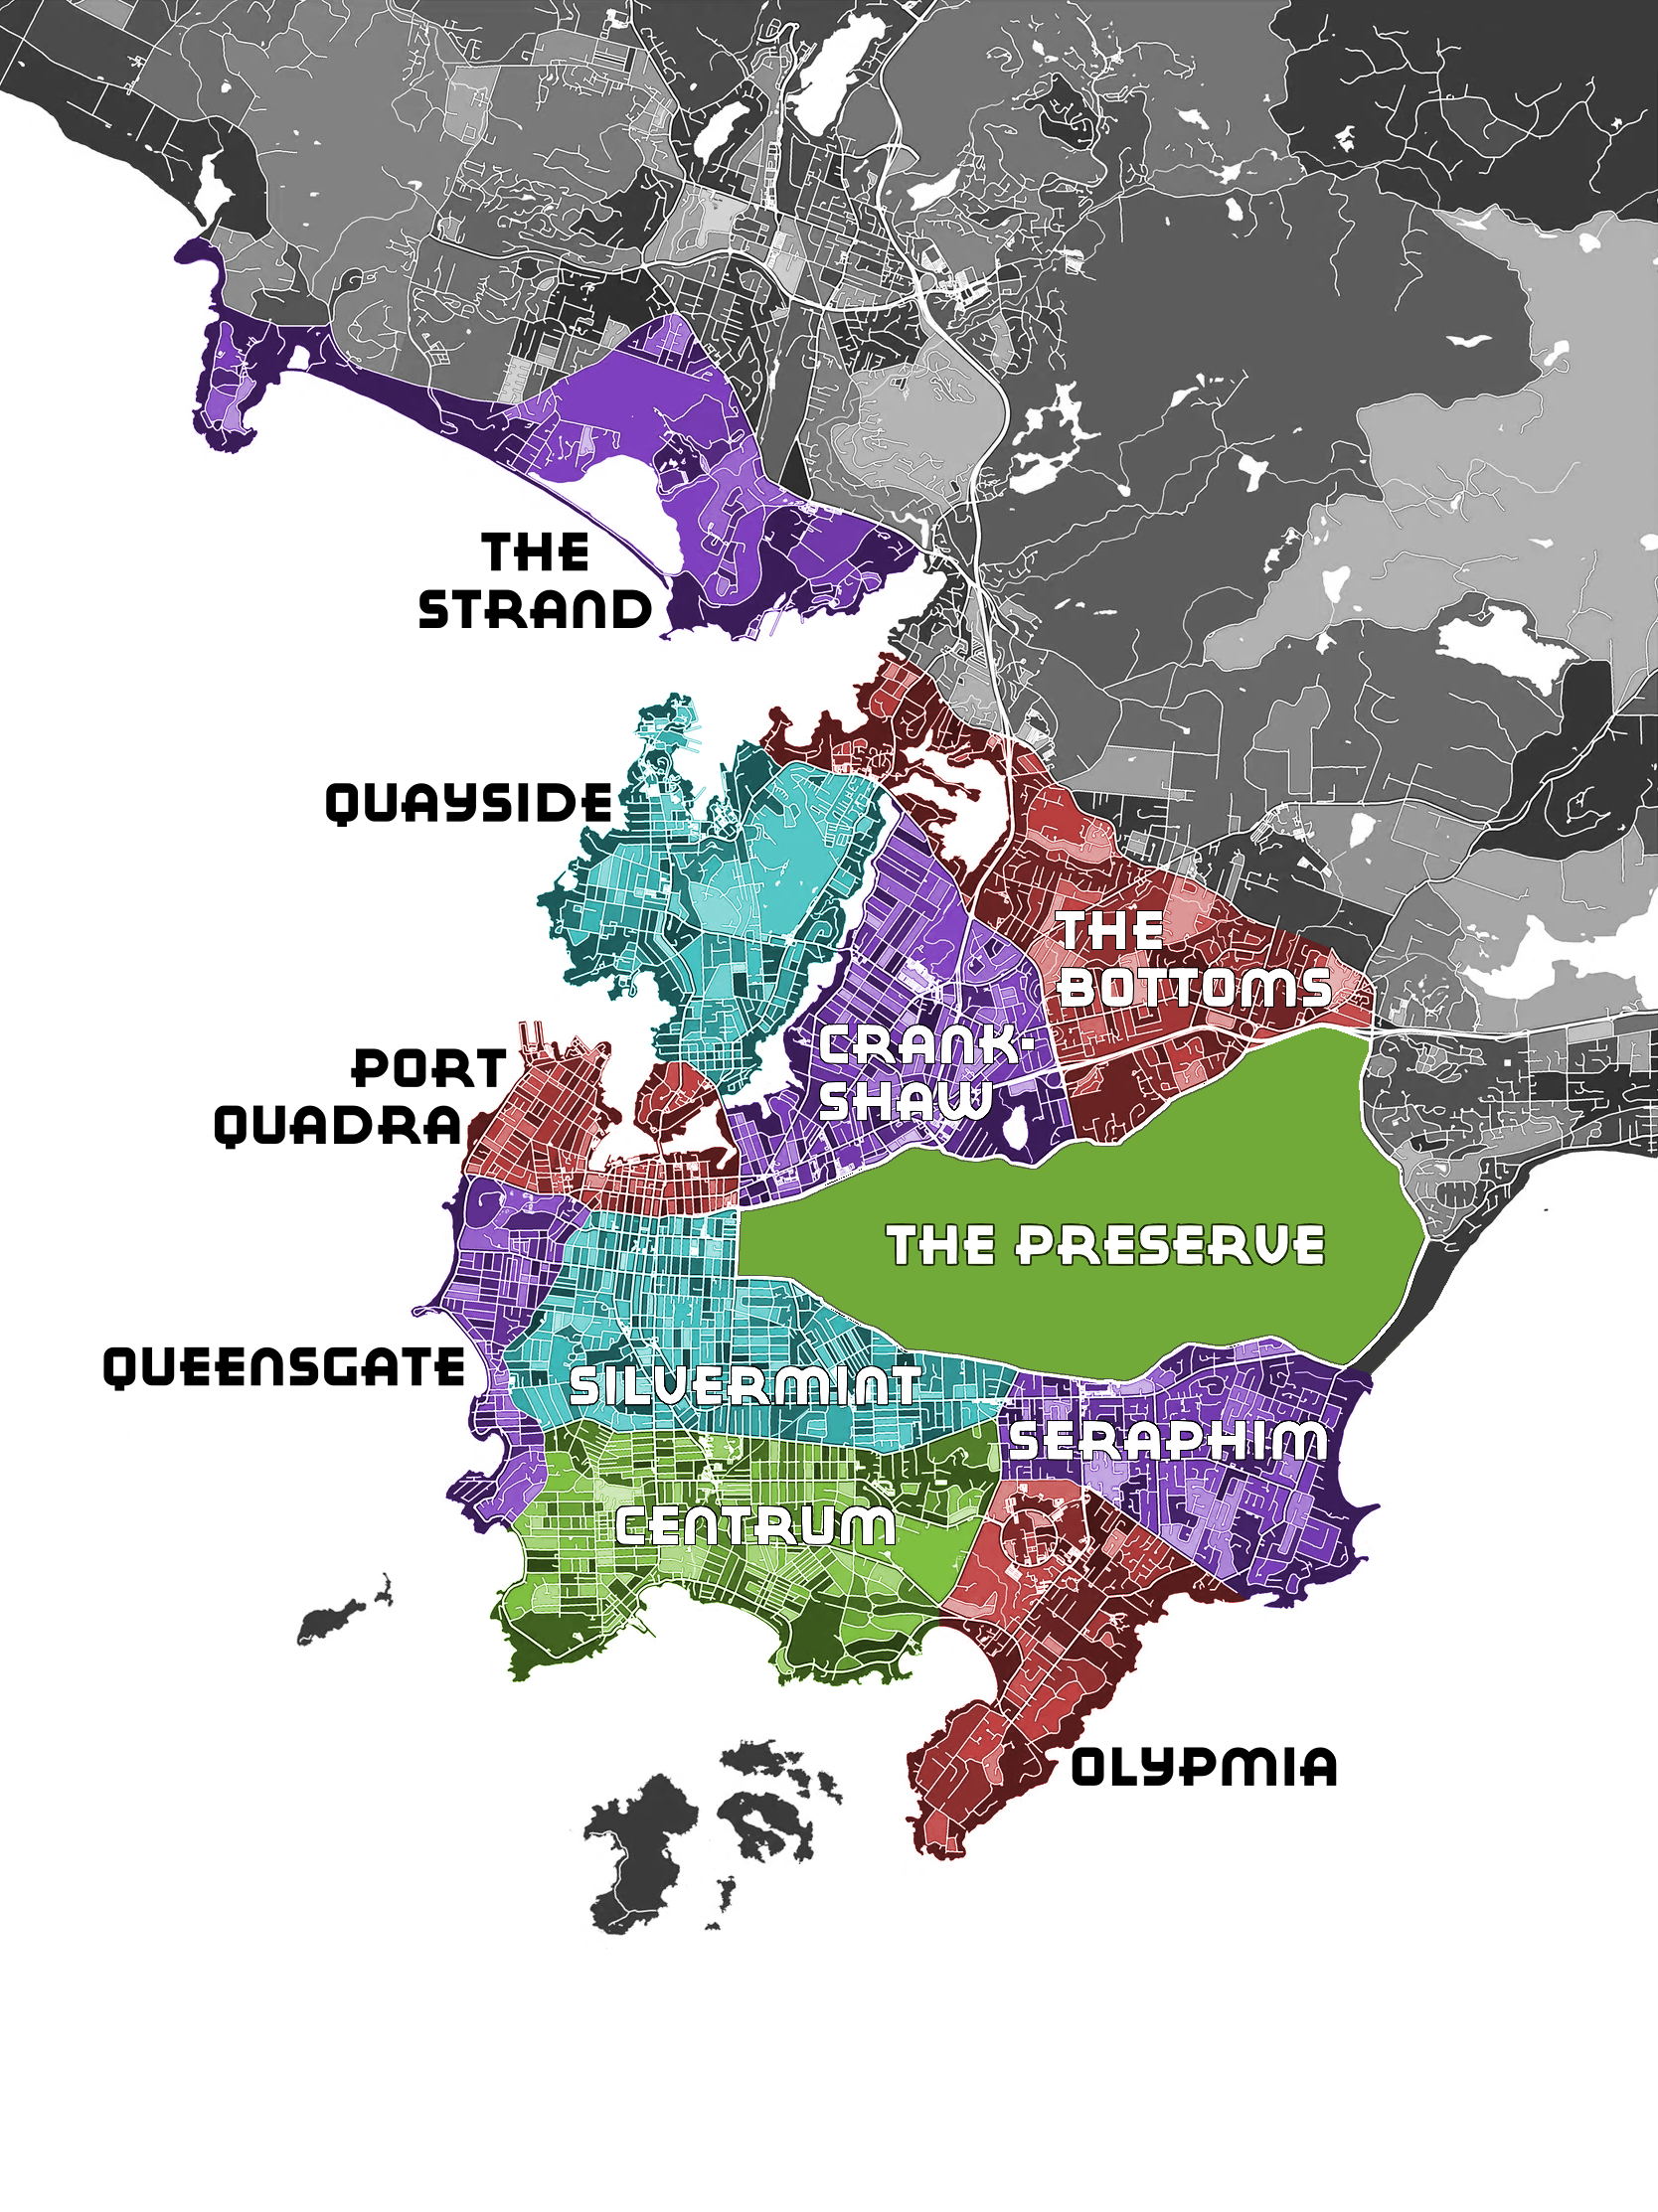 THE
STRAND
QUAYSIDE
THE
BOTTOMS
CRANK-
SHAW
PORT
QUADRA
THE PRESERVE
QUEENSGATE
SILVERMINT
SERAPHIM
CENTRUM
OLYPMIA